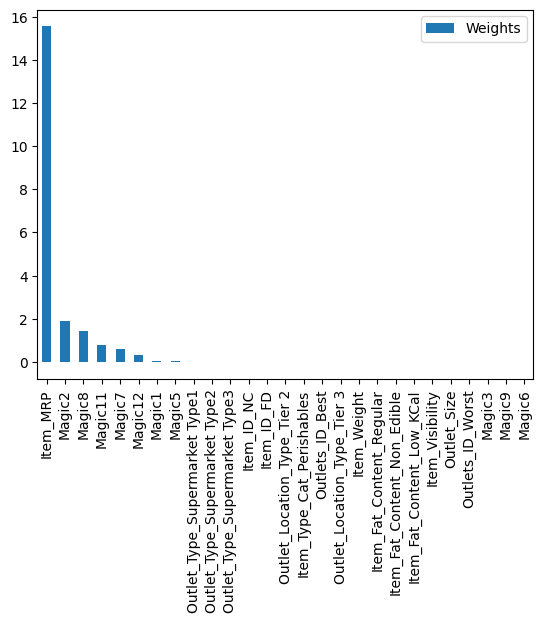 Weights
16
14
12
10
8
6
4
2
0
Item_MRP
Magic2
Magic8
Magic11
Magic7
Magic12
Magic1
Magic5
Outlet_Type_Supermarket Type1
Outlet_Type_Supermarket Type2
Outlet_Type_Supermarket Type3
Item_ID_NC
Item_ID_FD
Outlet_Location_Type_Tier 2
Item_Type_Cat_Perishables
Outlets_ID_Best
Outlet_Location_Type_Tier 3
Item_Weight
Item_Fat_Content_Regular
Item_Fat_Content_Non_Edible
Item_Fat_Content_Low_KCal
Item_Visibility
Outlet_Size
Outlets_ID_Worst
Magic3
Magic9
Magic6